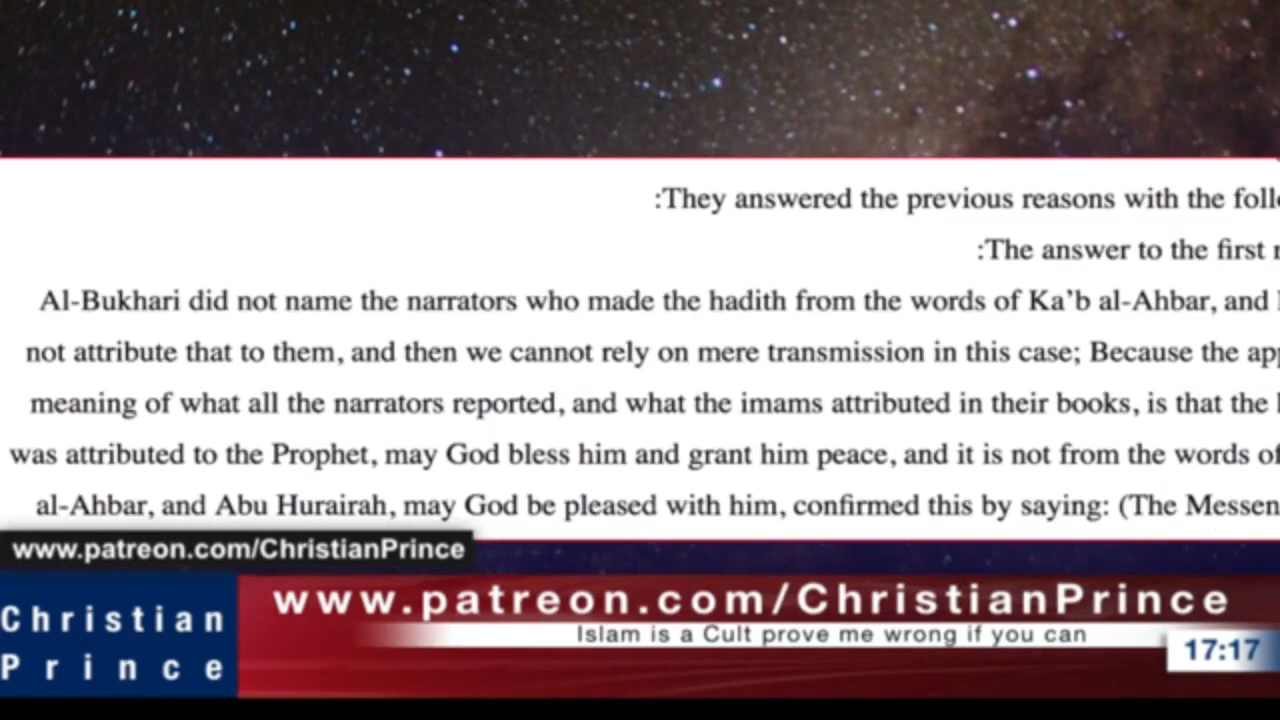 :They answered the previous reasons with the
:The answer to the first
Al-Bukhari did not name the narrators who made the hadith from the words of Ka'b al-Ahbar, and
not attribute that to them, and then we cannot rely on mere transmission in this case; Because the
meaning of what all the narrators reported, and what the imams attributed in their books, is that the
was attributed to the Prophet, may God bless him and grant him peace, and it is not from the words of
al-Ahbar, and Abu Hurairah, may God be pleased with him, confirmed this by saying: (The
www.patreon.com/ChristianPrince
Christian
Prince
www.patreon.com/ChristianPrince
Islam is a Cult prove me wrong if you can
17:17